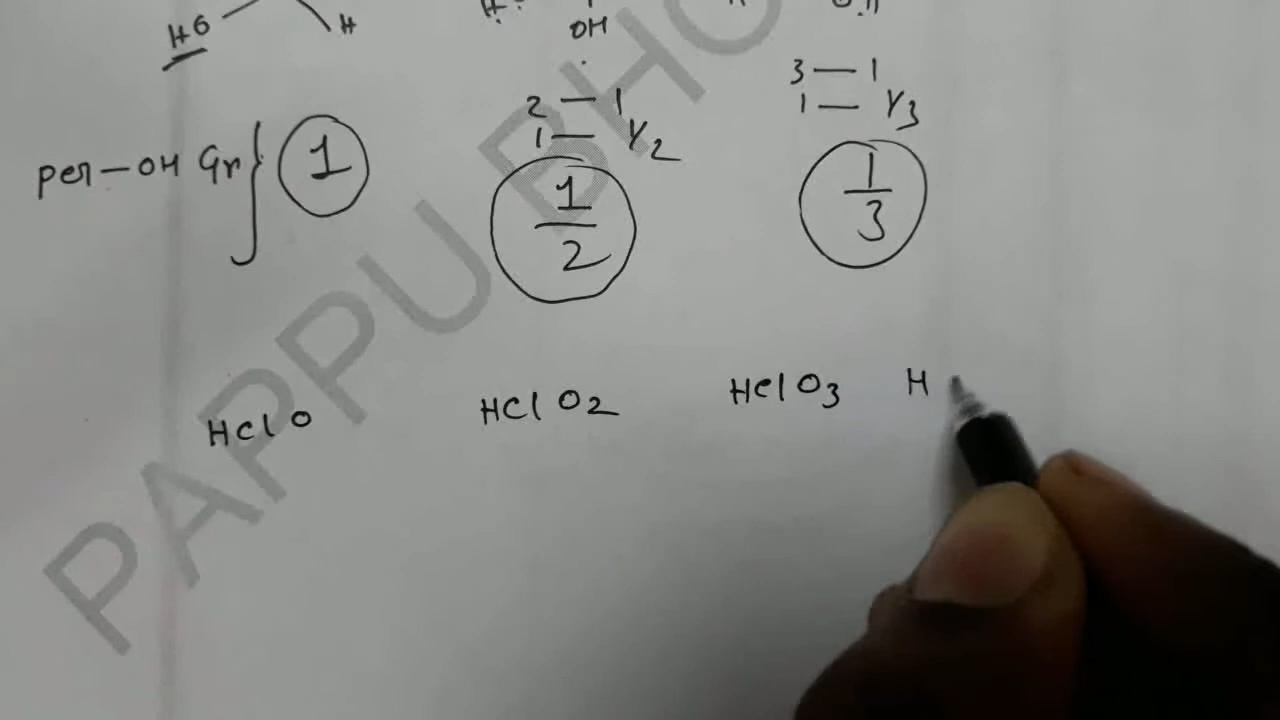 H6 H OH
3 — 1
2 — 1
1 — 1/3
1 — 1/2
per-OH Gr} 1 1/2 1/3
HClO HClO2 HClO3 H
PAPPU BHO